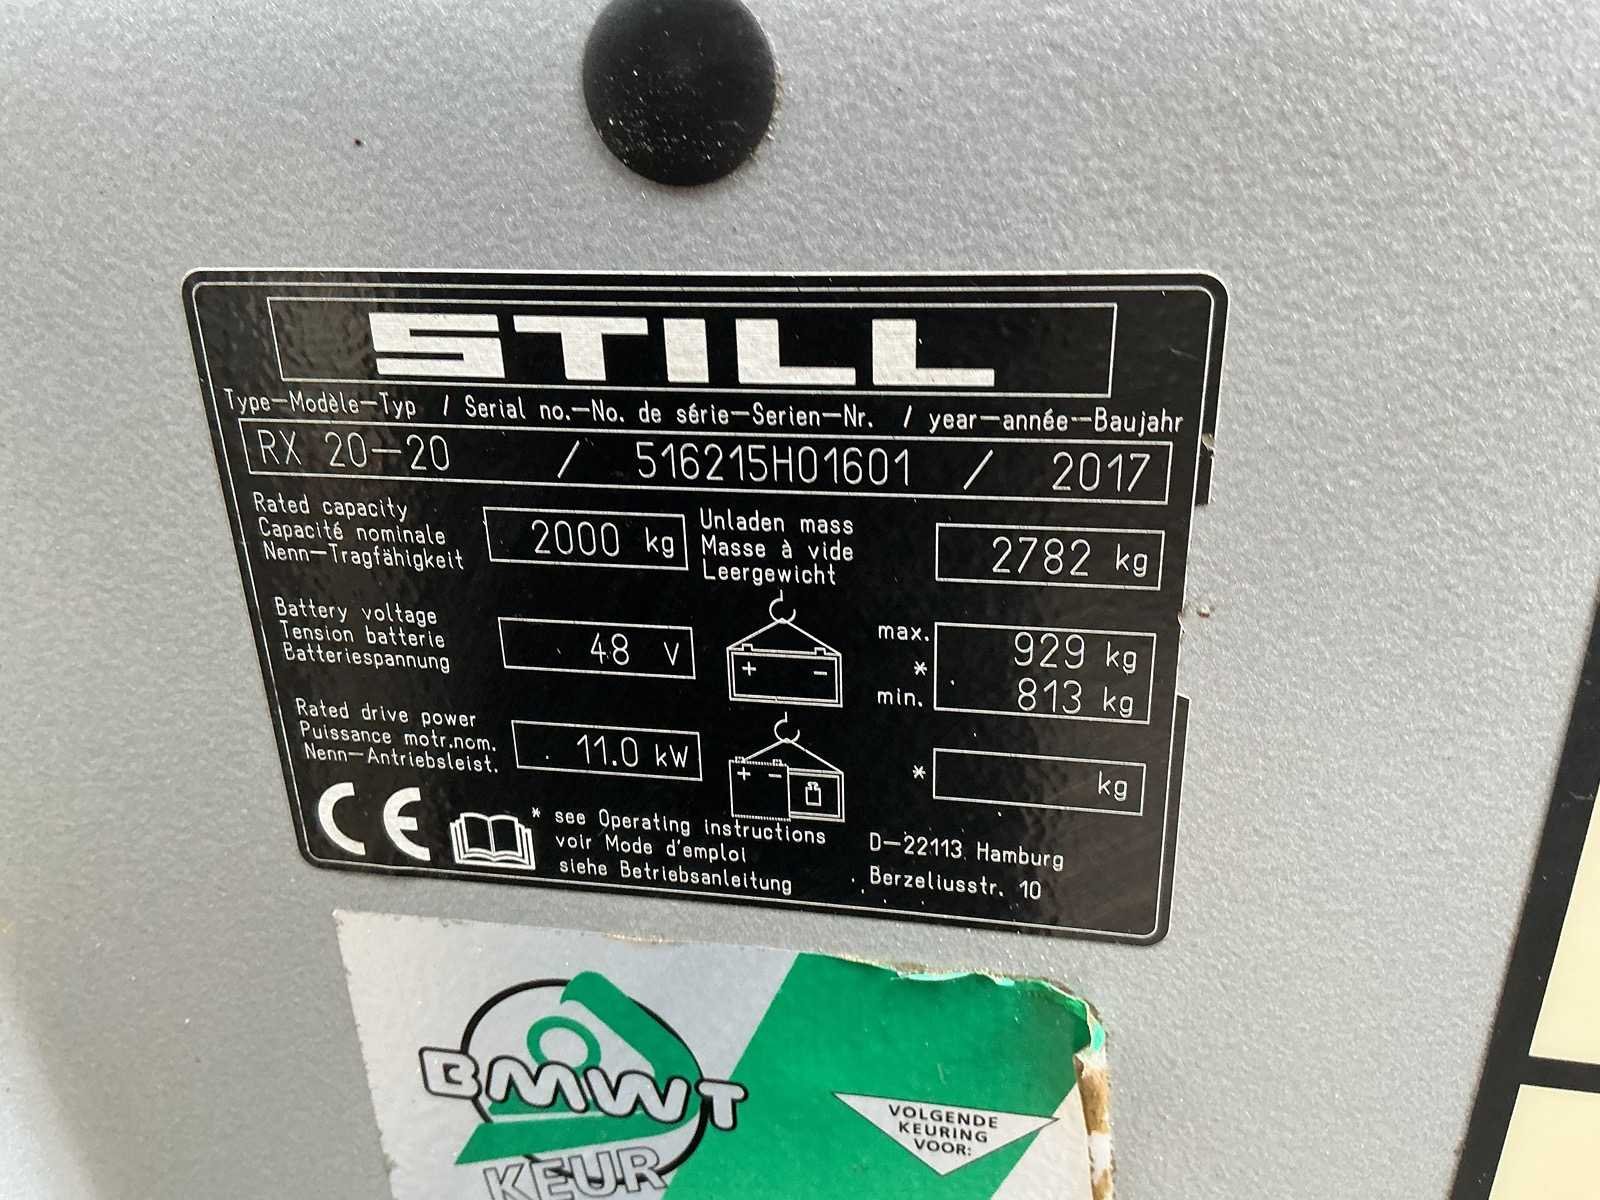 STILL
Type-Modèle-Typ / Serial no.-No. de série-Serien-Nr. / year-année-Baujahr
RX 20-20 / 516215H01601 / 2017
Rated capacity
Capacité nominale
Nenn-Tragfähigkeit
2000 kg
Unladen mass
Masse à vide
Leergewicht
2782 kg
Battery voltage
Tension batterie
Batteriespannung
48 V
+ -
max. 929 kg
*
min. 813 kg
Rated drive power
Puissance motr.nom.
Nenn-Antriebsleist.
11.0 kW
+ -
* kg
CE
* see Operating instructions
voir Mode d'emploi
siehe Betriebsanleitung
D-22113 Hamburg
Berzeliusstr. 10
BMWT
KEUR
VOLGENDE
KEURING
VOOR: